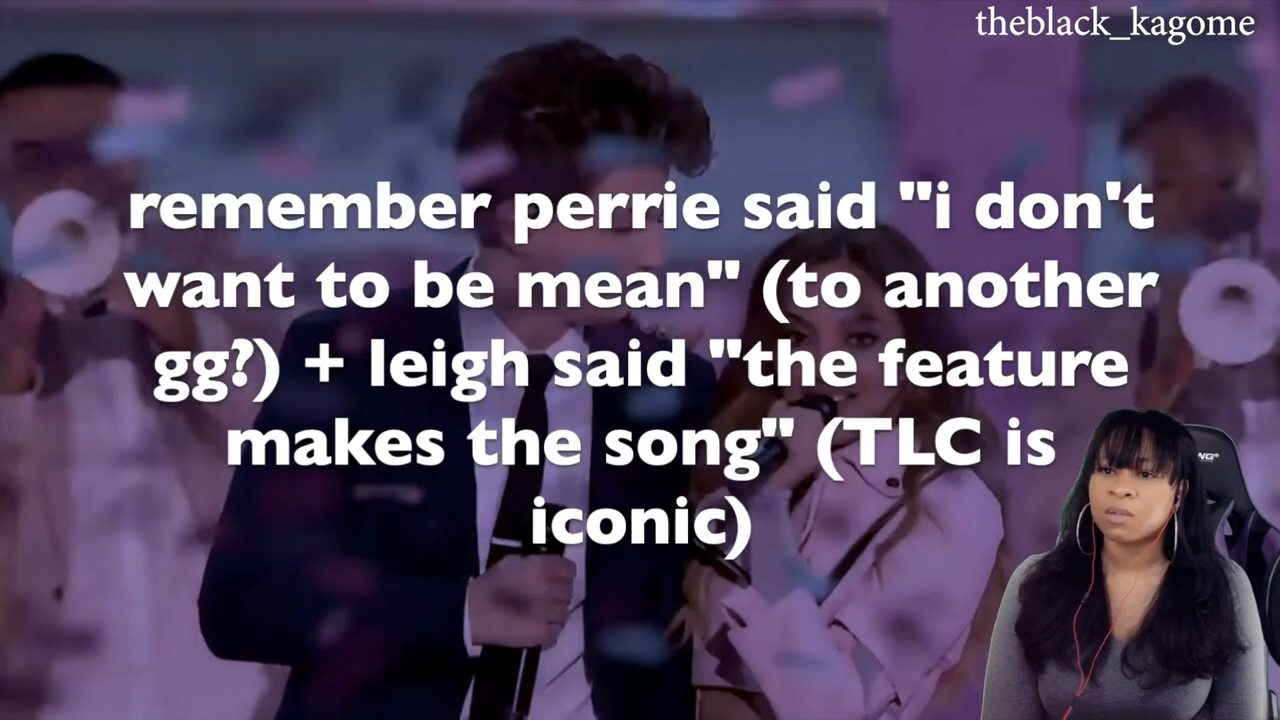 theblack_kagome
remember perrie said "i don't
want to be mean" (to another
gg?) + leigh said "the feature
makes the song" (TLC is
iconic)